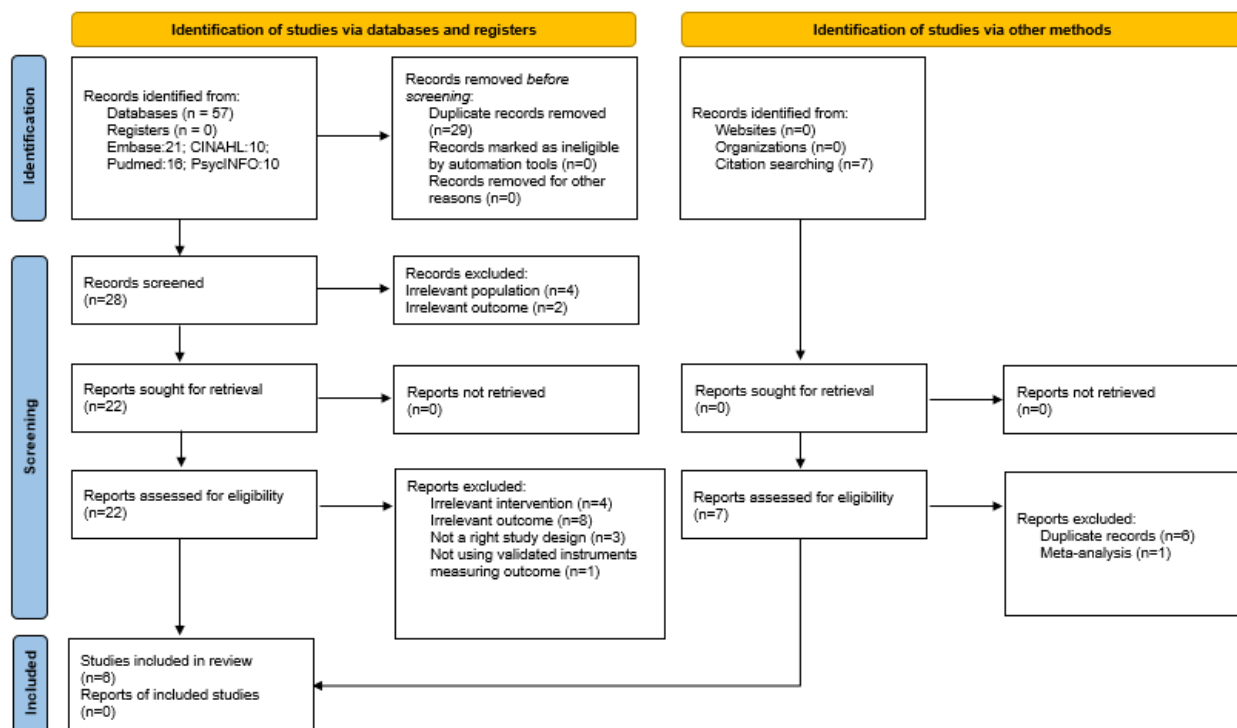 Identification of studies via databases and registers
Identification of studies via other methods
Identification
Records identified from:
Databases (n = 57)
Registers (n = 0)
Embase:21; CINAHL:10;
Pudmed:16; PsycINFO:10
Records removed before
screening:
Duplicate records removed
(n=29)
Records marked as ineligible
by automation tools (n=0)
Records removed for other
reasons (n=0)
Records identified from:
Websites (n=0)
Organizations (n=0)
Citation searching (n=7)
Screening
Records screened
(n=28)
Records excluded:
Irrelevant population (n=4)
Irrelevant outcome (n=2)
Reports sought for retrieval
(n=22)
Reports not retrieved
(n=0)
Reports sought for retrieval
(n=0)
Reports not retrieved
(n=0)
Reports assessed for eligibility
(n=22)
Reports excluded:
Irrelevant intervention (n=4)
Irrelevant outcome (n=8)
Not a right study design (n=3)
Not using validated instruments
measuring outcome (n=1)
Reports assessed for eligibility
(n=7)
Reports excluded:
Duplicate records (n=6)
Meta-analysis (n=1)
Included
Studies included in review
(n=6)
Reports of included studies
(n=0)